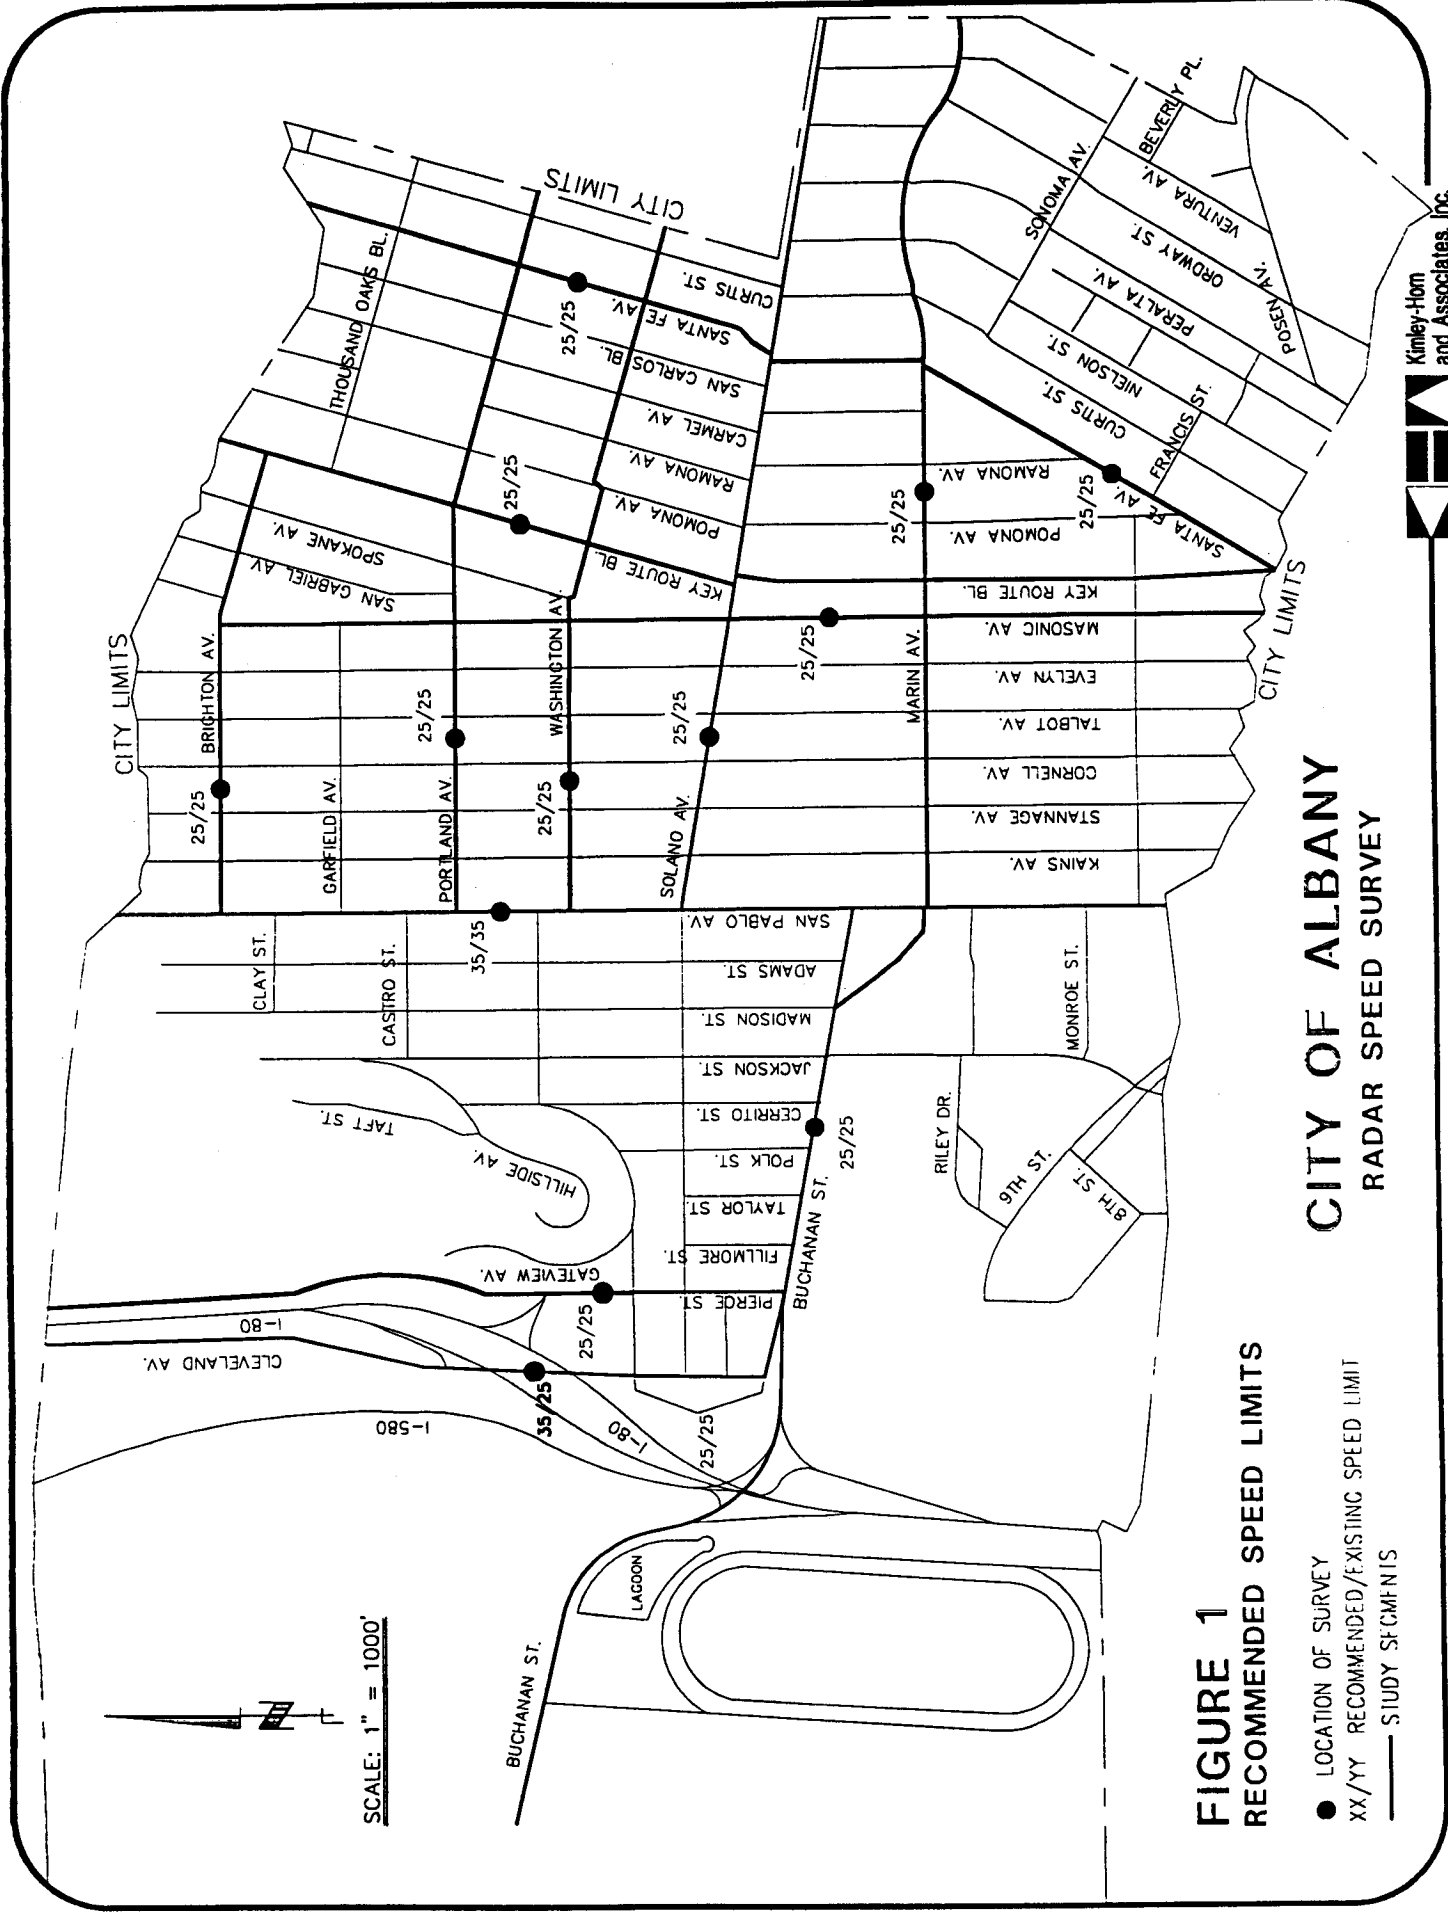 CITY LIMITS
CITY LIMITS
CITY LIMITS
THOUSAND OAKS BL.
BRIGHTON AV.
GARFIELD AV.
PORTLAND AV.
WASHINGTON AV.
SOLANO AV.
MARIN AV.
SPOKANE AV
SAN GABRIEL AV
KEY ROUTE BL.
POMONA AV.
RAMONA AV.
CARMEL AV.
SAN CARLOS BL.
SANTA FE AV.
CURTIS ST.
25/25
25/25
25/25
25/25
25/25
25/25
25/25
25/25
25/25
35/35
SONOMA AV.
BEVERLY PL.
VENTURA AV.
ORDWAY ST.
PERALTA AV.
POSEN AV.
NIELSON ST.
CURTIS ST.
FRANCIS ST.
RAMONA AV.
25/25
SANTA FE AV.
POMONA AV.
KEY ROUTE BL.
MASONIC AV.
EVELYN AV.
TALBOT AV.
CORNELL AV.
STANNAGE AV.
KAINS AV.
SAN PABLO AV.
ADAMS ST.
MADISON ST.
JACKSON ST.
CERRITO ST.
POLK ST.
TAYLOR ST.
FILLMORE ST.
PIERCE ST.
CLAY ST.
CASTRO ST.
TAFT ST.
HILLSIDE AV.
GATEVIEW AV.
25/25
I-80
CLEVELAND AV.
35/25
I-580
I-80
25/25
BUCHANAN ST.
25/25
MONROE ST.
RILEY DR.
9TH ST.
8TH ST.
LAGOON
BUCHANAN ST.
SCALE: 1" = 1000'
CITY OF ALBANY
RADAR SPEED SURVEY
FIGURE 1
RECOMMENDED SPEED LIMITS
LOCATION OF SURVEY
XX/YY RECOMMENDED/EXISTING SPEED LIMIT
STUDY SEGMENTS
Kimley-Horn
and Associates, Inc.